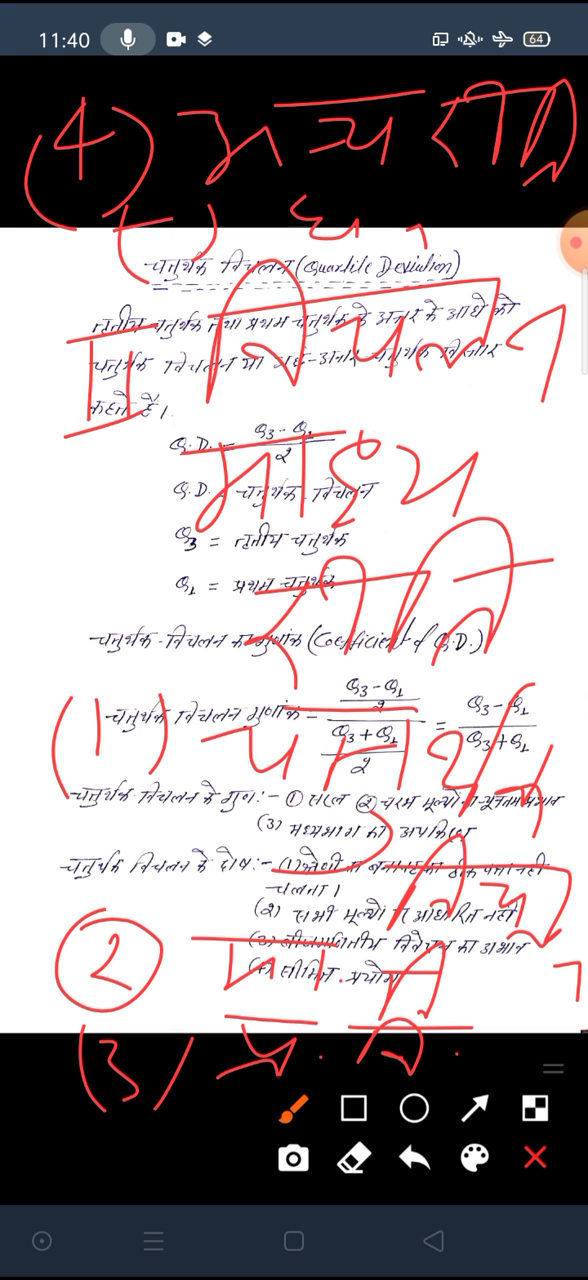 11:40
64
(4) अन्य रीति
चतुर्थक विचलन (Quartile Deviation)
तृतीय चतुर्थक तथा प्रथम चतुर्थक के अन्तर के आधे को
चतुर्थक विचलन या अर्द्ध-अन्तर चतुर्थक विस्तार
कहते हैं।
II विचलन
Q.D. = Q3 - Q1 / 2
माध्य
Q.D. चतुर्थक विचलन
Q3 = तृतीय चतुर्थक
Q1 = प्रथम चतुर्थक
रीति
चतुर्थक-विचलन का गुणांक (Coefficient of Q.D.)
(1) चतुर्थक
चतुर्थक विचलन गुणांक - Q3 - Q1 / 2 / Q3 + Q1 / 2 = Q3 - Q1 / Q3 + Q1
चतुर्थक-विचलन के गुण:- (1) सरल (2) चरम मूल्यों का न्यूनतम प्रभाव
(3) मध्यभाग का
वि
चतुर्थक विचलन के दोष:- (1) श्रेणी की बनावट का ठीक पता नहीं
चलता।
(2) सभी मूल्यों पर आधारित नहीं
(3) बीजगणितीय विवेचन का अभाव
(4) सीमित प्रयोग
2 मा वि
(3) प्र. वि.